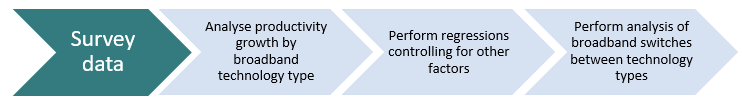 Survey
data
Analyse productivity
growth by
broadband
technology type
Perform regressions
controlling for other
factors
Perform analysis of
broadband switches
between technology
types